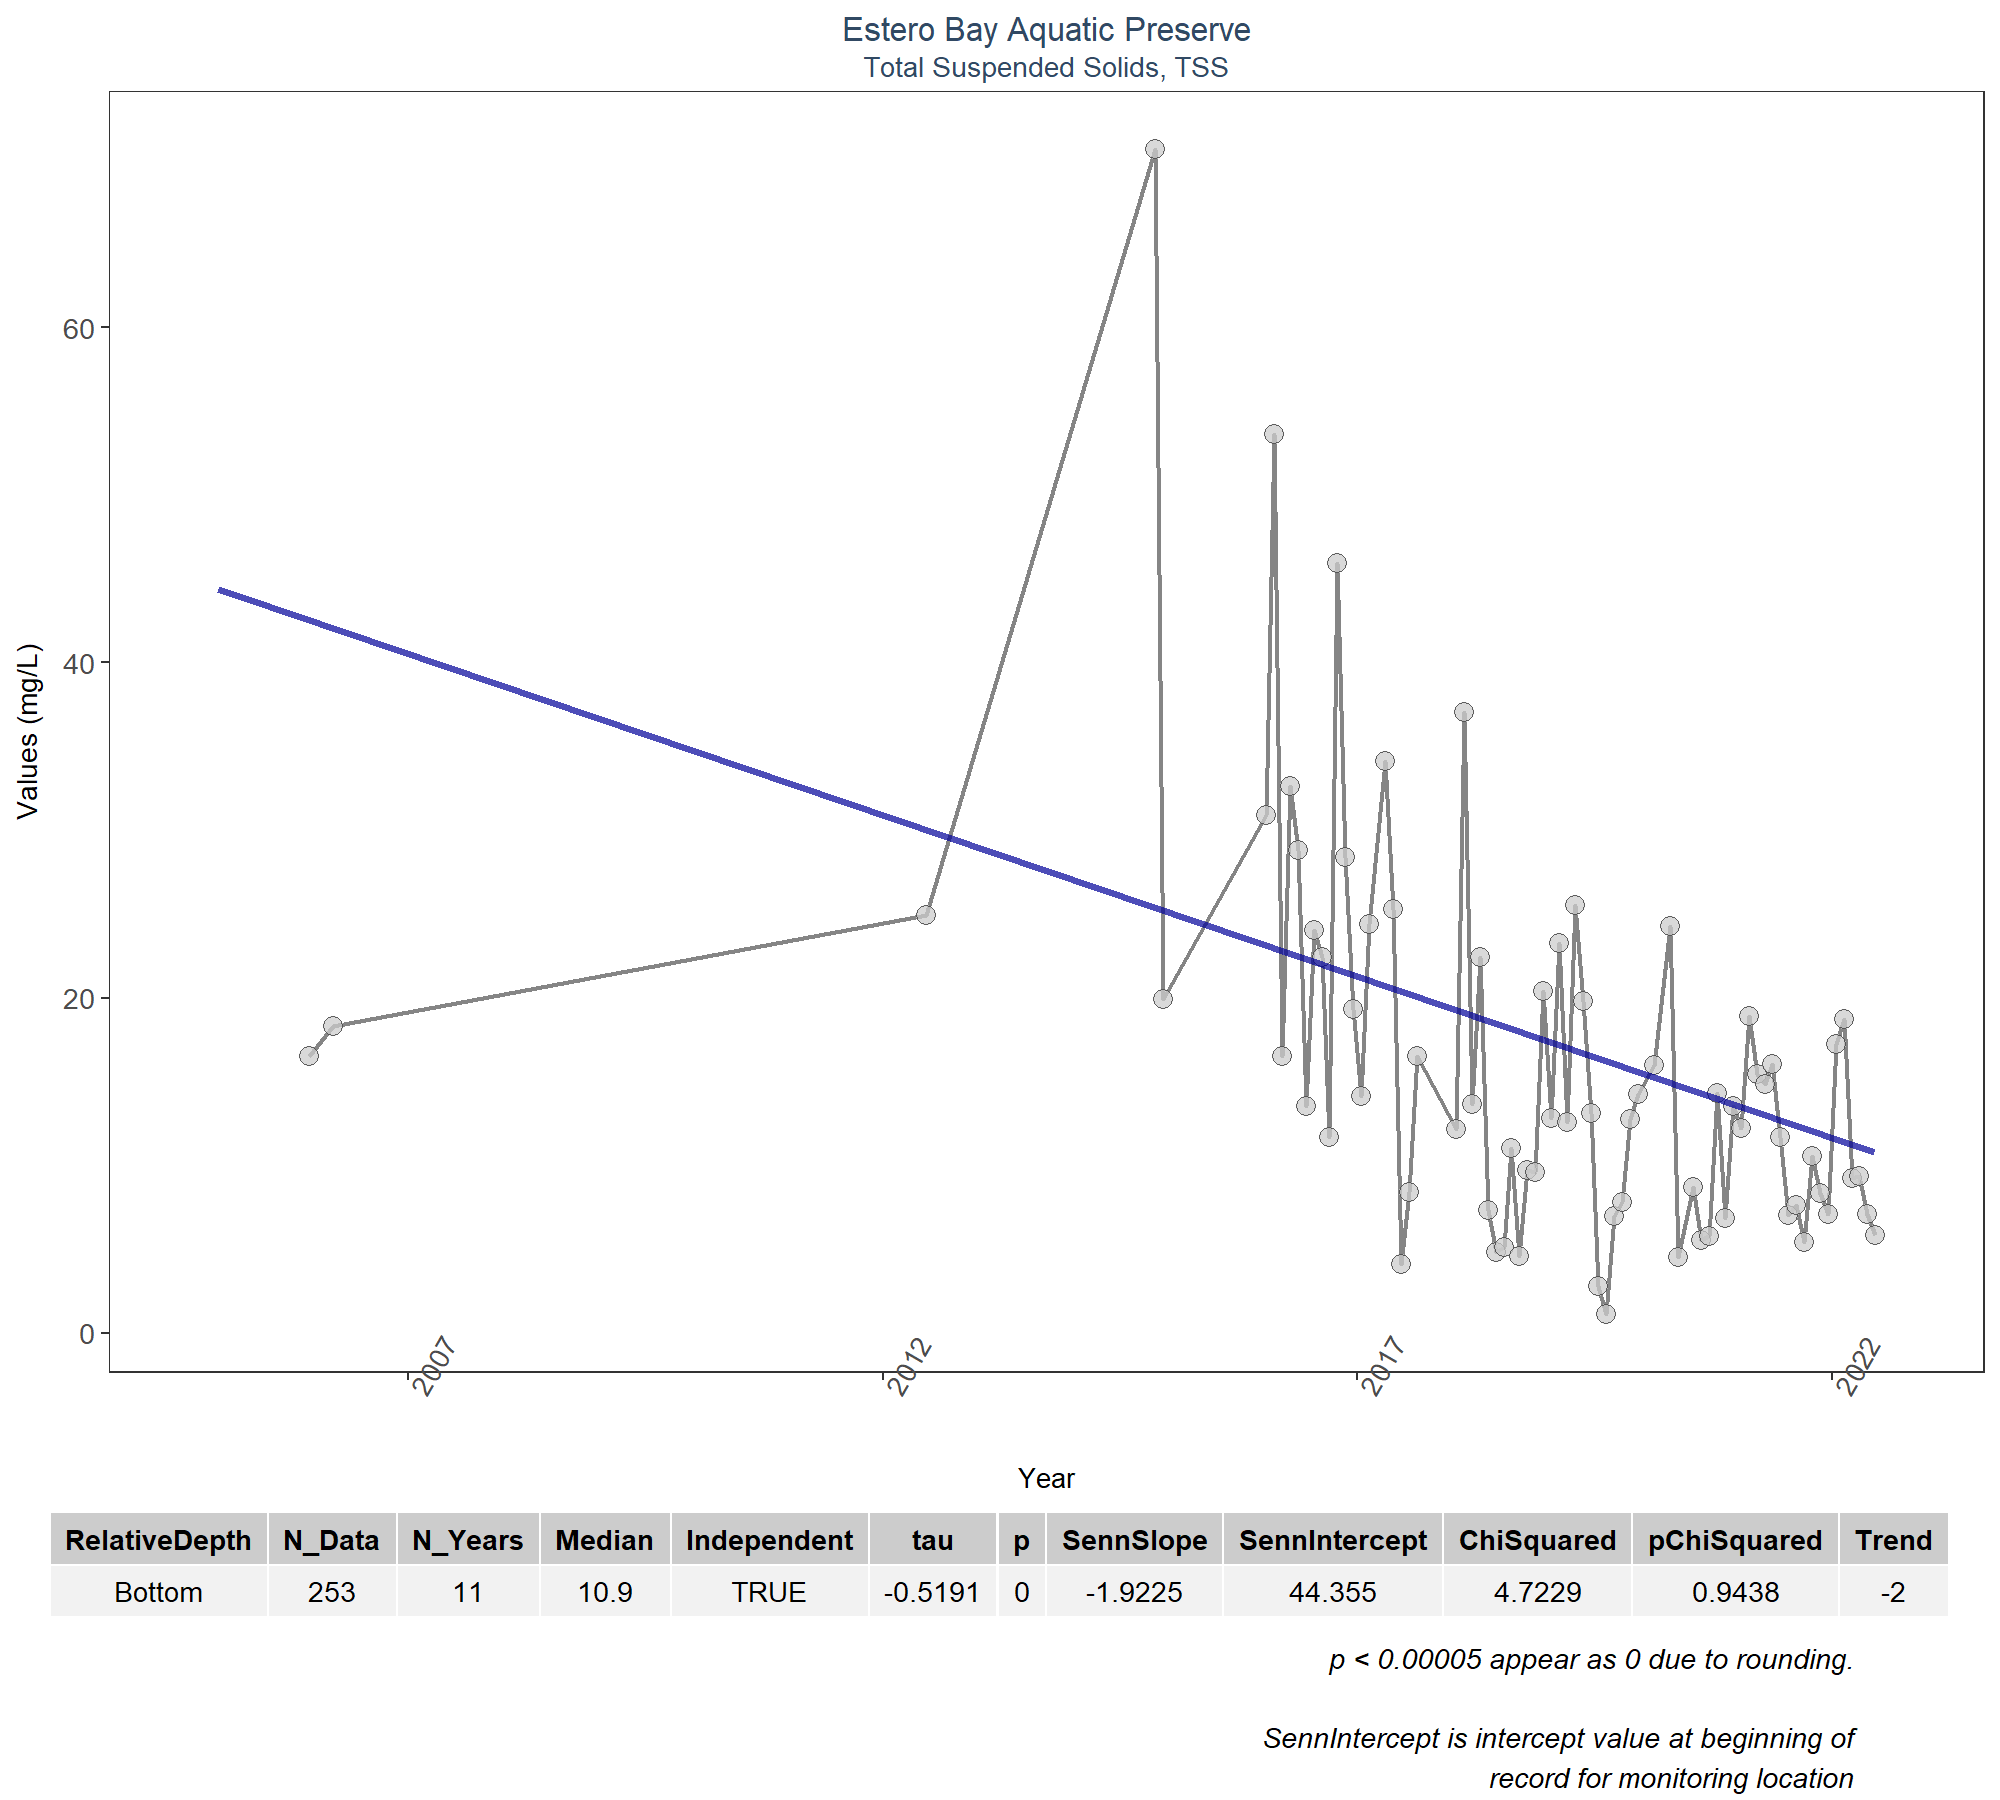 Estero Bay Aquatic Preserve
Total Suspended Solids, TSS
Values (mg/L)
60
40
20
0
2007
2012
2017
2022
Year
RelativeDepth N_Data N_Years Median Independent tau p SennSlope SennIntercept ChiSquared pChiSquared Trend
Bottom 253 11 10.9 TRUE -0.5191 0 -1.9225 44.355 4.7229 0.9438 -2
p < 0.00005 appear as 0 due to rounding.
SennIntercept is intercept value at beginning of
record for monitoring location